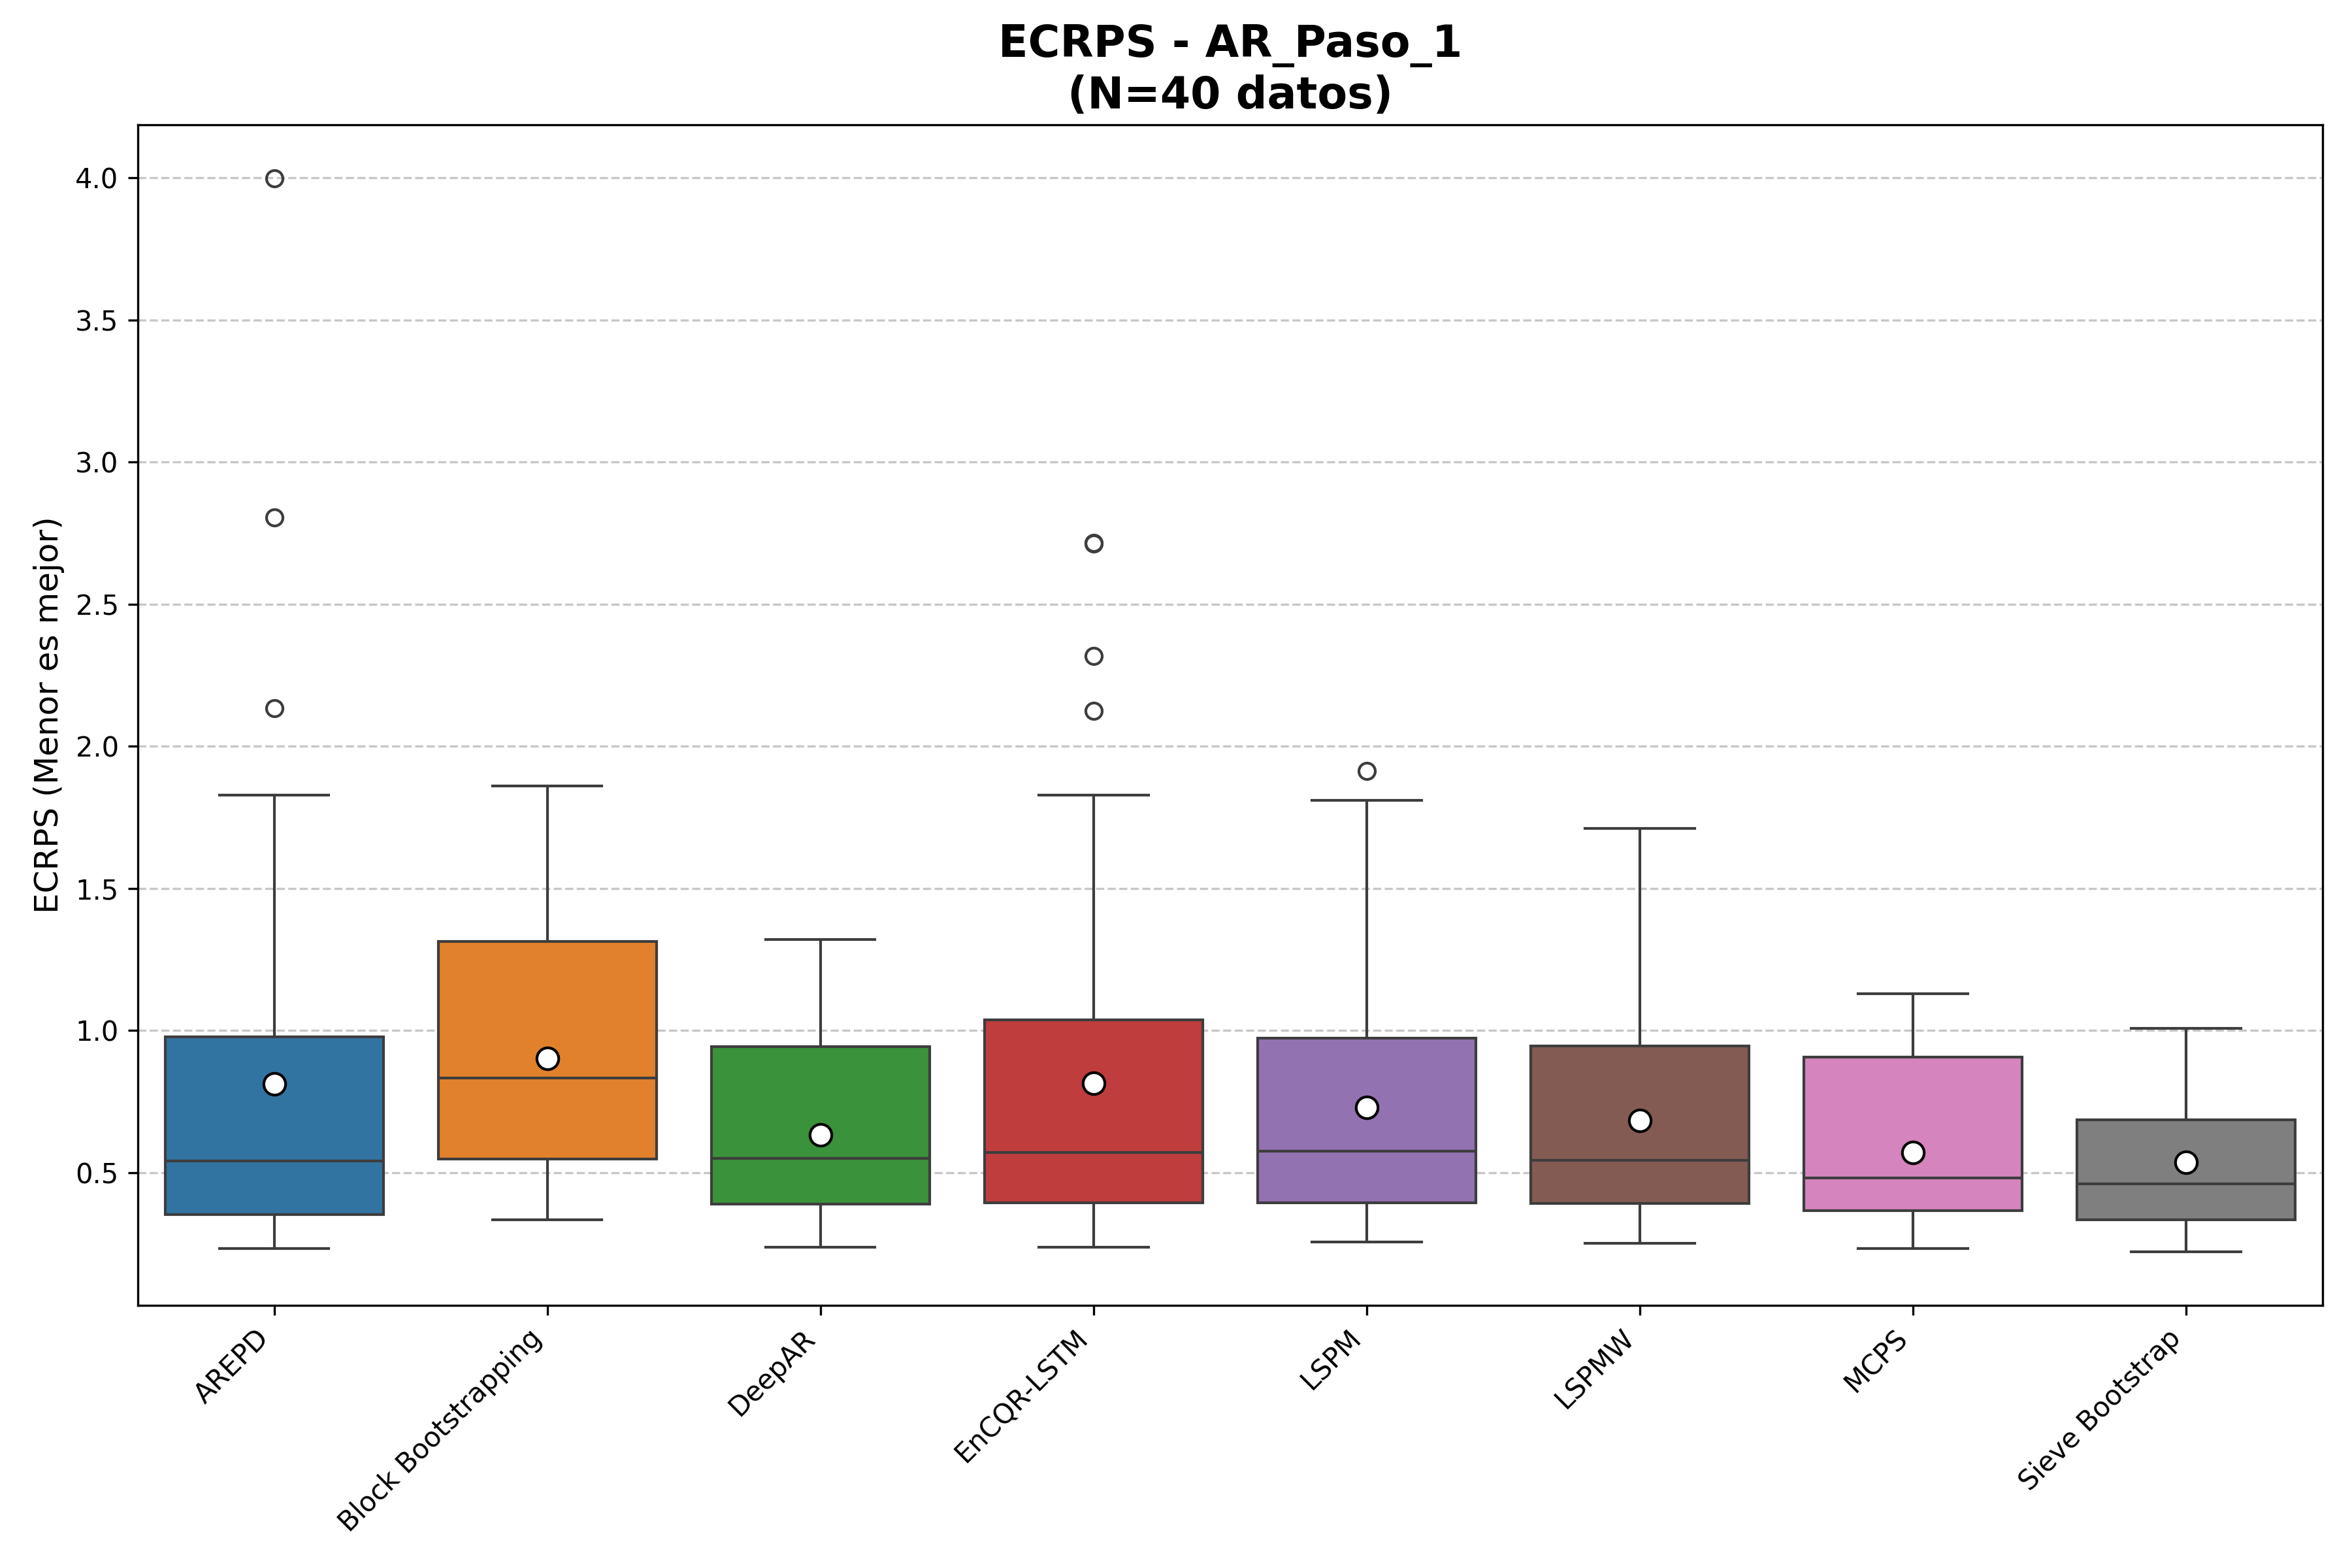 ECRPS - AR_Paso_1
(N=40 datos)
ECRPS (Menor es mejor)
4.0
3.5
3.0
2.5
2.0
1.5
1.0
0.5
AREPD
Block Bootstrapping
DeepAR
EnCQR-LSTM
LSPM
LSPMW
MCPS
Sieve Bootstrap